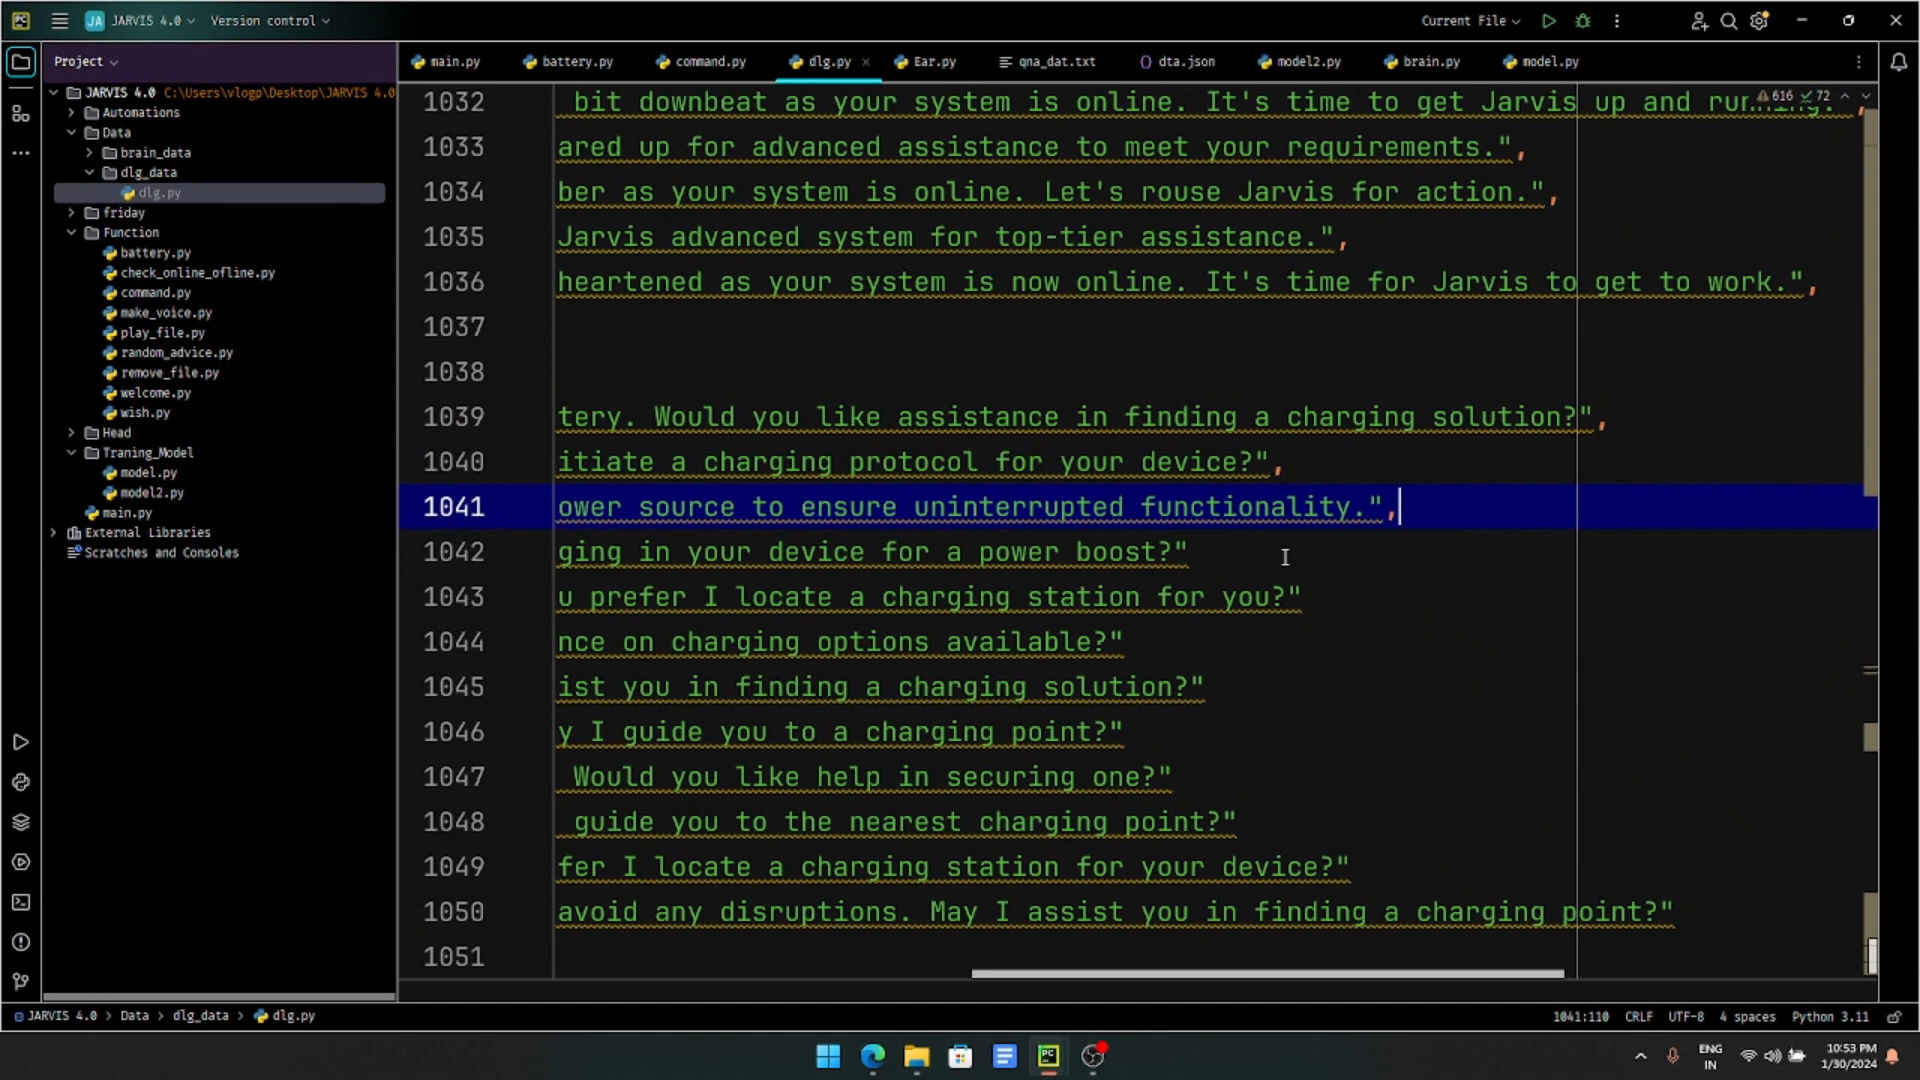 PC
JA JARVIS 4.0 Version control Current File
Project
main.py battery.py command.py dlg.py Ear.py qna_dat.txt dta.json model2.py brain.py model.py
JARVIS 4.0 C:\Users\vlogp\Desktop\JARVIS 4.0
Automations
Data
brain_data
dlg_data
dlg.py
friday
Function
battery.py
check_online_ofline.py
command.py
make_voice.py
play_file.py
random_advice.py
remove_file.py
welcome.py
wish.py
Head
Traning_Model
model.py
model2.py
main.py
External Libraries
Scratches and Consoles
616 72
1032 bit downbeat as your system is online. It's time to get Jarvis up and running.
1033 ared up for advanced assistance to meet your requirements.",
1034 ber as your system is online. Let's rouse Jarvis for action.",
1035 Jarvis advanced system for top-tier assistance.",
1036 heartened as your system is now online. It's time for Jarvis to get to work.",
1037
1038
1039 tery. Would you like assistance in finding a charging solution?",
1040 itiate a charging protocol for your device?",
1041 ower source to ensure uninterrupted functionality.",
1042 ging in your device for a power boost?"
1043 u prefer I locate a charging station for you?"
1044 nce on charging options available?"
1045 ist you in finding a charging solution?"
1046 y I guide you to a charging point?"
1047 Would you like help in securing one?"
1048 guide you to the nearest charging point?"
1049 fer I locate a charging station for your device?"
1050 avoid any disruptions. May I assist you in finding a charging point?"
1051
JARVIS 4.0 > Data > dlg_data > dlg.py 1041:110 CRLF UTF-8 4 spaces Python 3.11
PC
ENG
IN
10:53 PM
1/30/2024